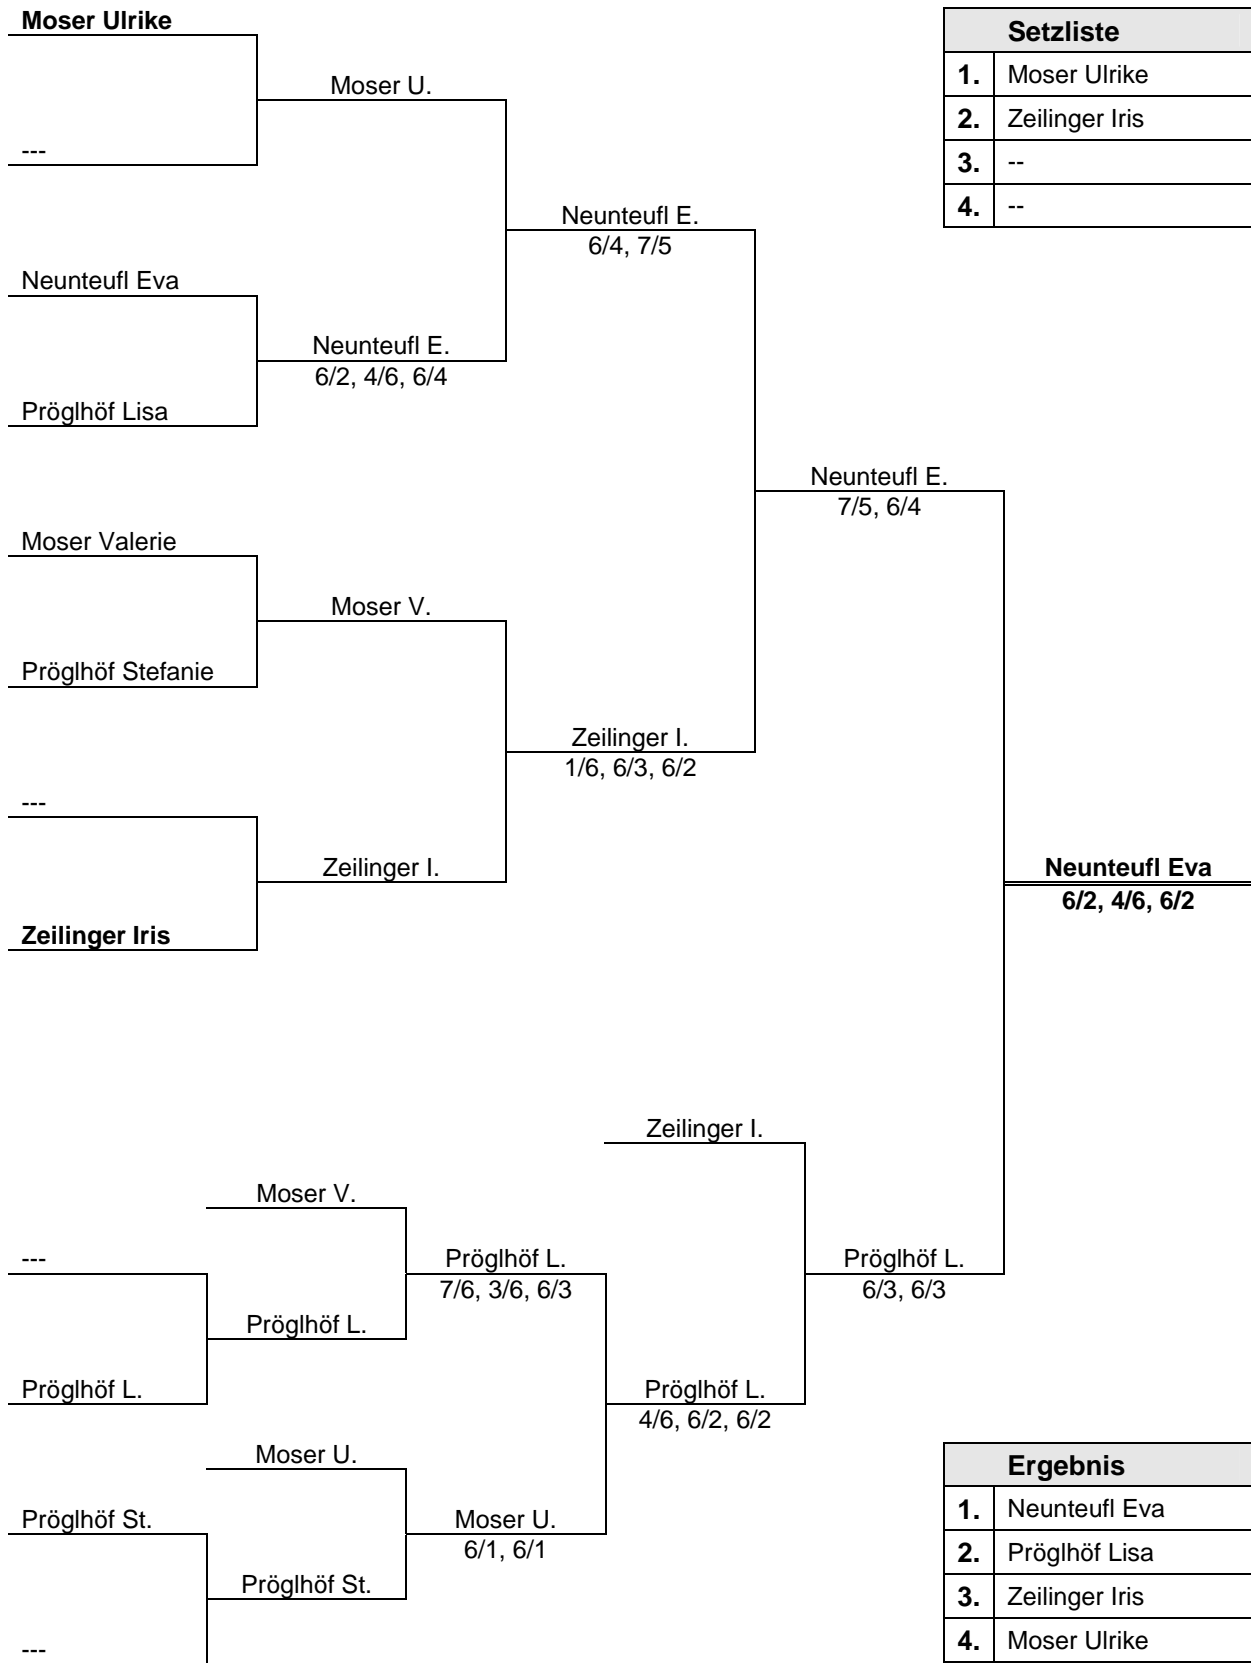 Moser Ulrike
Setzliste
1. Moser Ulrike
2. Zeilinger Iris
3. --
4. --
Moser U.
---
Neunteufl E.
6/4, 7/5
Neunteufl Eva
Neunteufl E.
6/2, 4/6, 6/4
Pröglhöf Lisa
Neunteufl E.
7/5, 6/4
Moser Valerie
Moser V.
Pröglhöf Stefanie
Zeilinger I.
1/6, 6/3, 6/2
---
Zeilinger I.
Neunteufl Eva
6/2, 4/6, 6/2
Zeilinger Iris
Zeilinger I.
Moser V.
---
Pröglhöf L.
7/6, 3/6, 6/3
Pröglhöf L.
6/3, 6/3
Pröglhöf L.
Pröglhöf L.
Pröglhöf L.
4/6, 6/2, 6/2
Moser U.
Pröglhöf St.
Moser U.
6/1, 6/1
Pröglhöf St.
---
Ergebnis
1. Neunteufl Eva
2. Pröglhöf Lisa
3. Zeilinger Iris
4. Moser Ulrike